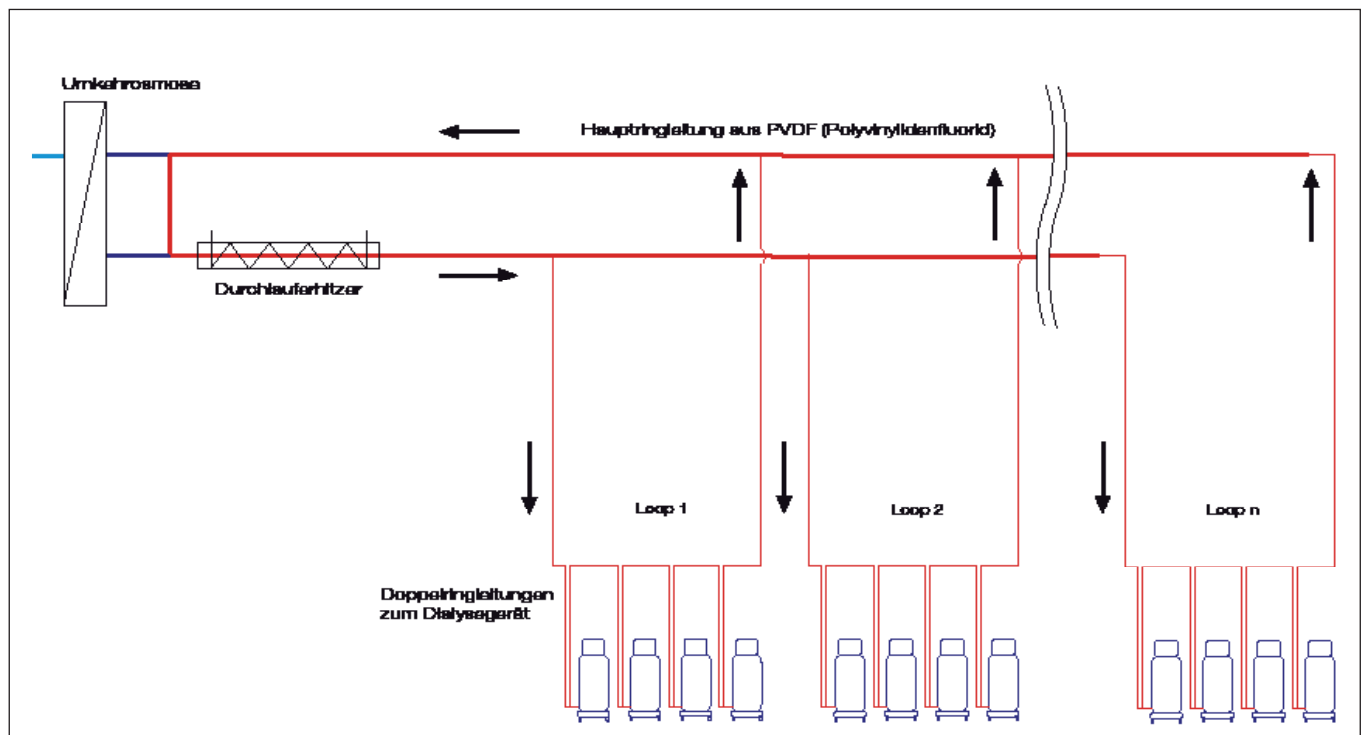 Umkehrosmose
Hauptringleitung aus PVDF (Polyvinylidenfluorid)
Durchlauferhitzer
Loop 1
Loop 2
Loop n
Doppelringleitungen
zum Dialysegerät